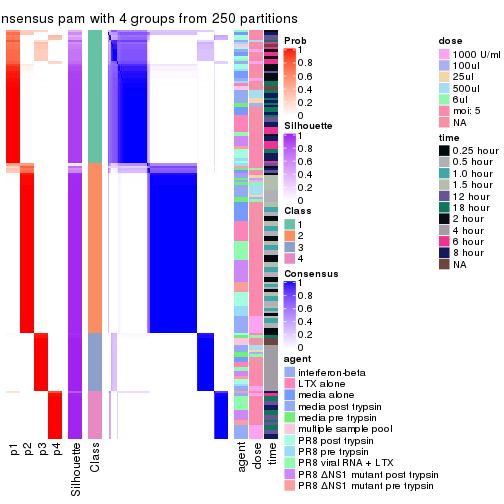 nsensus pam with 4 groups from 250 partitions
Prob
1
0.8
0.6
0.4
0.2
0
Silhouette
1
0.8
0.6
0.4
0.2
0
Class
1
2
3
4
Consensus
1
0.8
0.6
0.4
0.2
0
agent
interferon-beta
LTX alone
media alone
media post trypsin
media pre trypsin
multiple sample pool
PR8 post trypsin
PR8 pre trypsin
PR8 viral RNA + LTX
PR8 ΔNS1 mutant post trypsin
PR8 ΔNS1 mutant pre trypsin
dose
1000 U/ml
100ul
25ul
500ul
6ul
moi: 5
NA
time
0.25 hour
0.5 hour
1.0 hour
1.5 hour
12 hour
18 hour
2 hour
4 hour
6 hour
8 hour
NA
p1
p2
p3
p4
Silhouette
Class
agent
dose
time